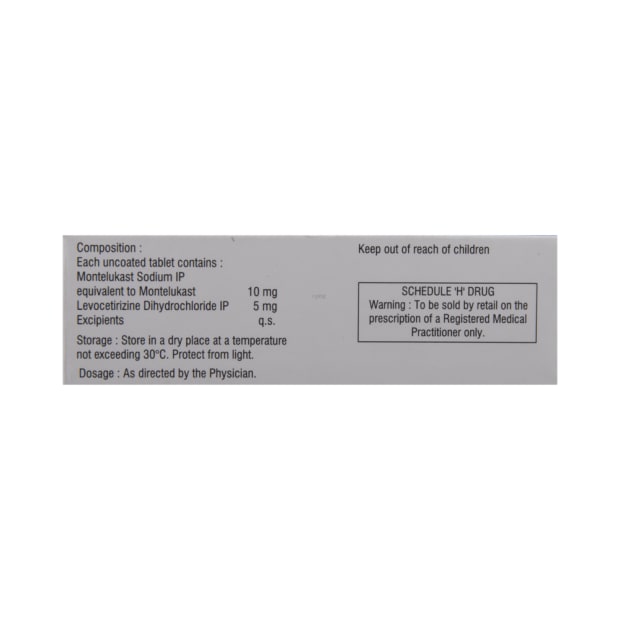 Composition :
Each uncoated tablet contains :
Montelukast Sodium IP
equivalent to Montelukast 10 mg
Levocetirizine Dihydrochloride IP 5 mg
Excipients q.s.
Storage : Store in a dry place at a temperature
not exceeding 30°C. Protect from light.
Dosage : As directed by the Physician.
Keep out of reach of children
SCHEDULE 'H' DRUG
Warning : To be sold by retail on the
prescription of a Registered Medical
Practitioner only.